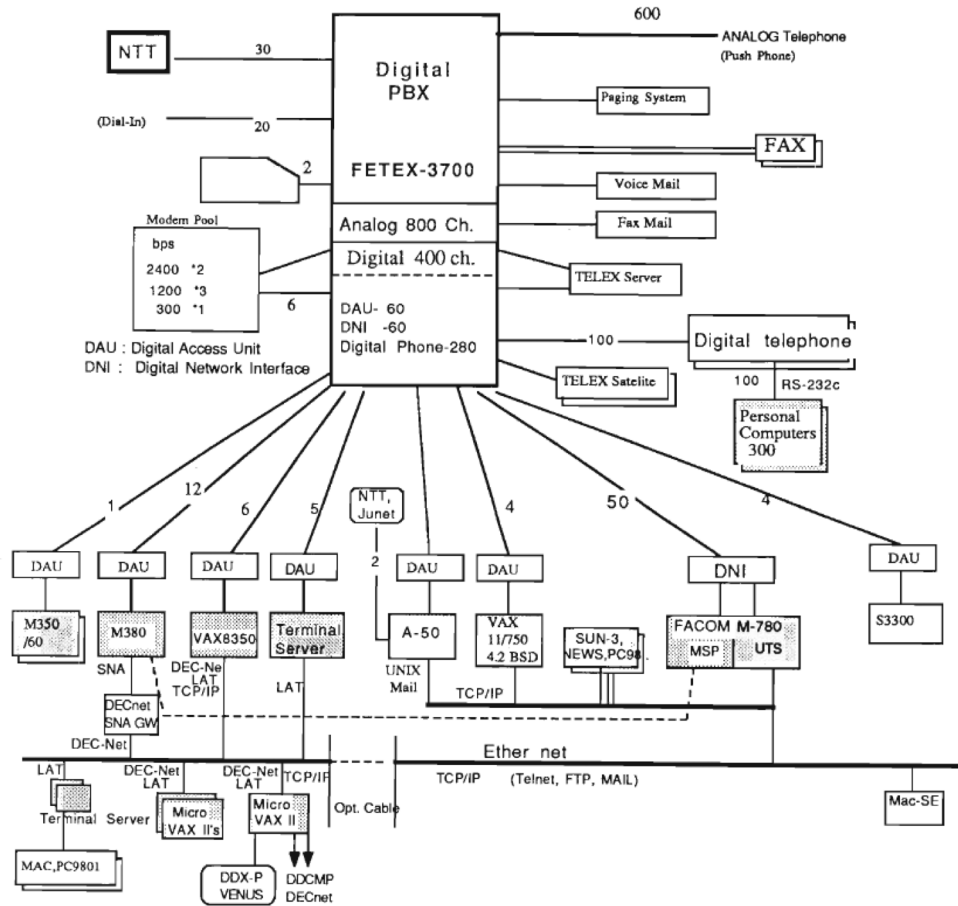 600
NTT
30
Digital
PBX
ANALOG Telephone
(Push Phone)
Paging System
(Dial-In)
20
FAX
2
FETEX-3700
Voice Mail
Modem Pool
Analog 800 Ch.
Fax Mail
bps
2400 *2
1200 *3
300 *1
6
Digital 400 ch.
TELEX Server
DAU- 60
DNI -60
Digital Phone-280
100
Digital telephone
DAU : Digital Access Unit
DNI : Digital Network Interface
TELEX Satelite
100
RS-232c
Personal
Computers
300
1
12
6
5
NTT,
Junet
2
4
50
4
DAU
DAU
DAU
DAU
DAU
DAU
DNI
DAU
M350
/60
M380
VAX8350
Terminal
Server
A-50
VAX
11/750
4.2 BSD
SUN-3,
NEWS,PC98.
FACOM M-780
MSP
UTS
S3300
SNA
DEC-Ne
LAT
TCP/IP
LAT
UNIX
Mail
TCP/IP
DECnet
SNA GW
DEC-Net
Ether net
LAT
DEC-Net
LAT
DEC-Net
LAT
TCP/IP
Opt. Cable
TCP/IP
(Telnet, FTP, MAIL)
Terminal Server
Micro
VAX II's
Micro
VAX II
Mac-SE
MAC,PC9801
DDX-P
VENUS
DDCMP
DECnet